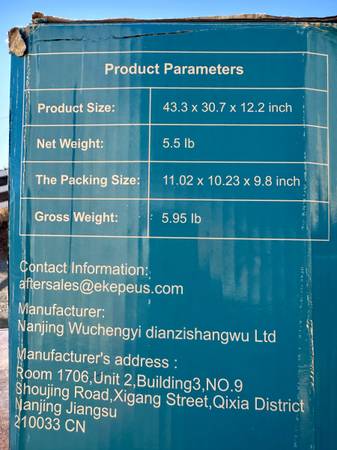 Product Parameters
Product Size: 43.3 x 30.7 x 12.2 inch
Net Weight: 5.5 lb
The Packing Size: 11.02 x 10.23 x 9.8 inch
Gross Weight: 5.95 lb
Contact Information:
aftersales@ekepeus.com
Manufacturer:
Nanjing Wuchengyi dianzishangwu Ltd
Manufacturer's address :
Room 1706,Unit 2,Building3,NO.9
Shoujing Road,Xigang Street,Qixia District
Nanjing Jiangsu
210033 CN